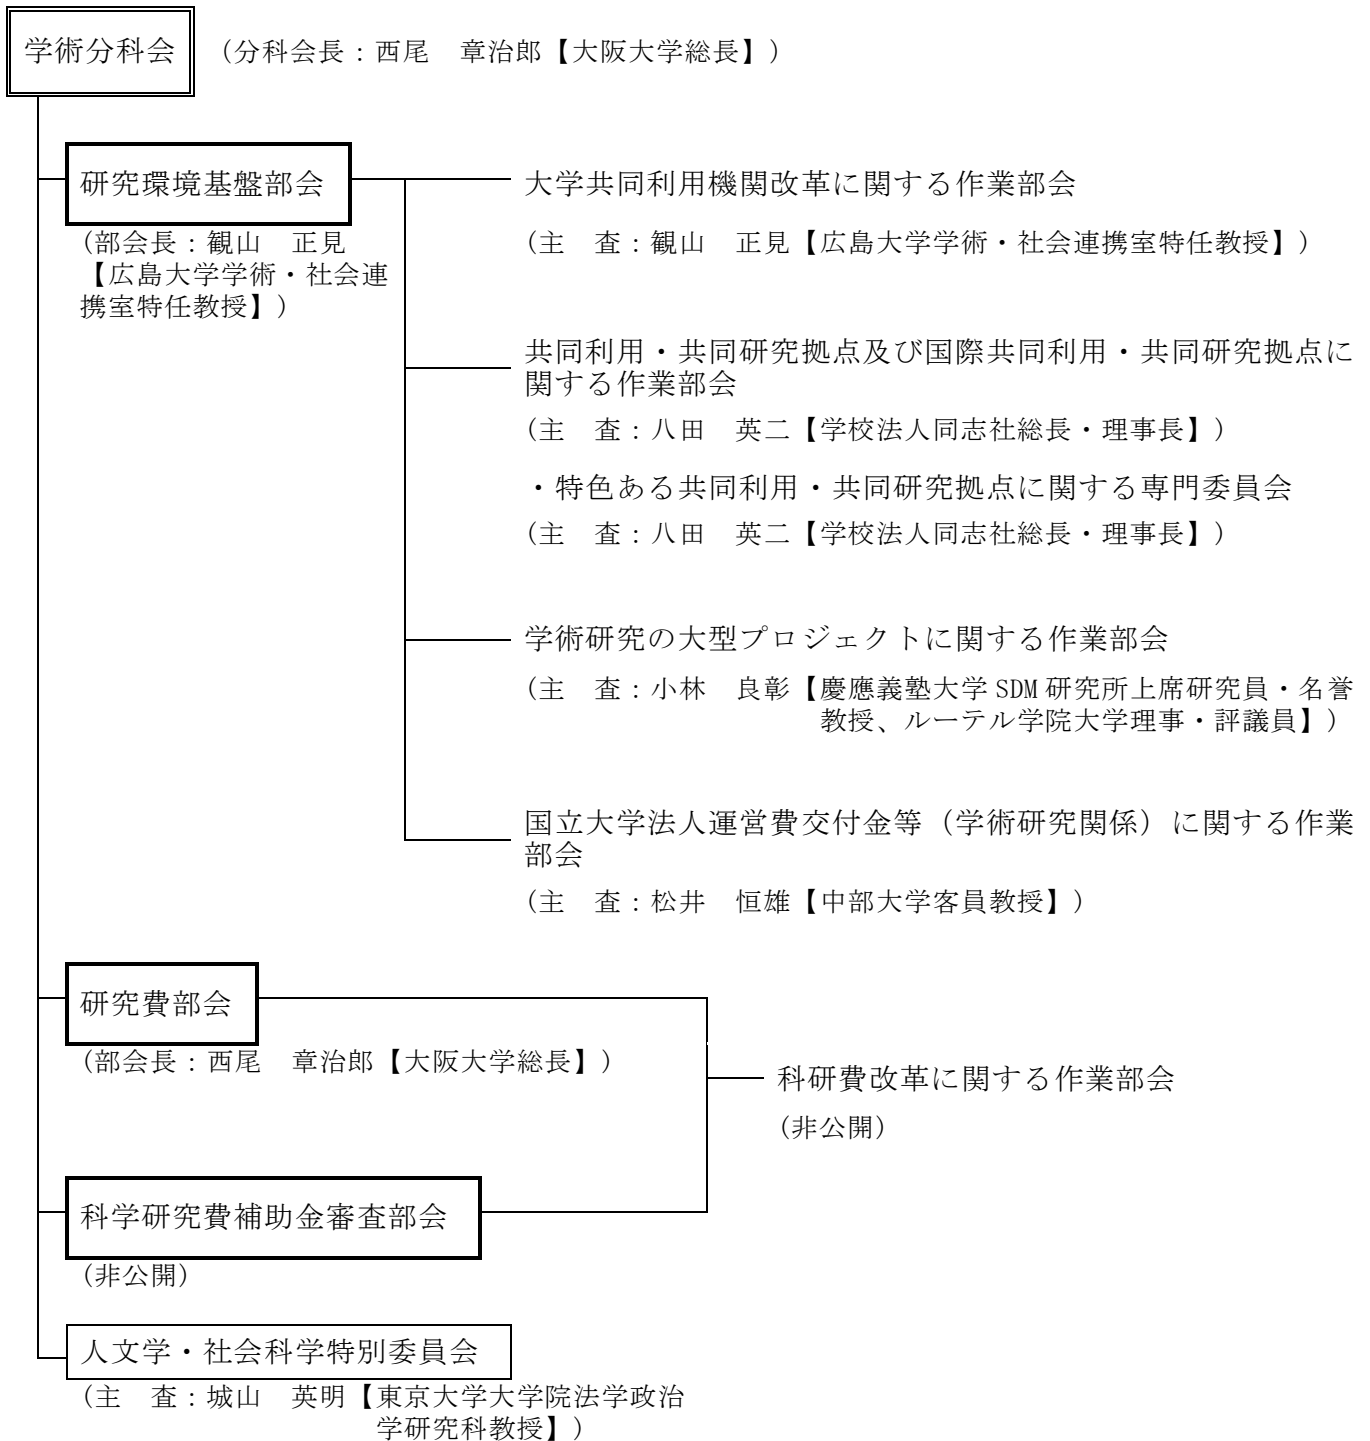 学術分科会 (分科会長:西尾　章治郎【大阪大学総長】)
研究環境基盤部会
(部会長:観山　正見
【広島大学学術・社会連
携室特任教授】)
大学共同利用機関改革に関する作業部会
(主　査:観山　正見【広島大学学術・社会連携室特任教授】)
共同利用・共同研究拠点及び国際共同利用・共同研究拠点に
関する作業部会
(主　査:八田　英二【学校法人同志社総長・理事長】)
・特色ある共同利用・共同研究拠点に関する専門委員会
(主　査:八田　英二【学校法人同志社総長・理事長】)
学術研究の大型プロジェクトに関する作業部会
(主　査:小林　良彰【慶應義塾大学 SDM 研究所上席研究員・名誉
教授、ルーテル学院大学理事・評議員】)
国立大学法人運営費交付金等（学術研究関係）に関する作業
部会
(主　査:松井　恒雄【中部大学客員教授】)
研究費部会
(部会長:西尾　章治郎【大阪大学総長】)
科研費改革に関する作業部会
(非公開)
科学研究費補助金審査部会
(非公開)
人文学・社会科学特別委員会
(主　査:城山　英明【東京大学大学院法学政治
学研究科教授】)